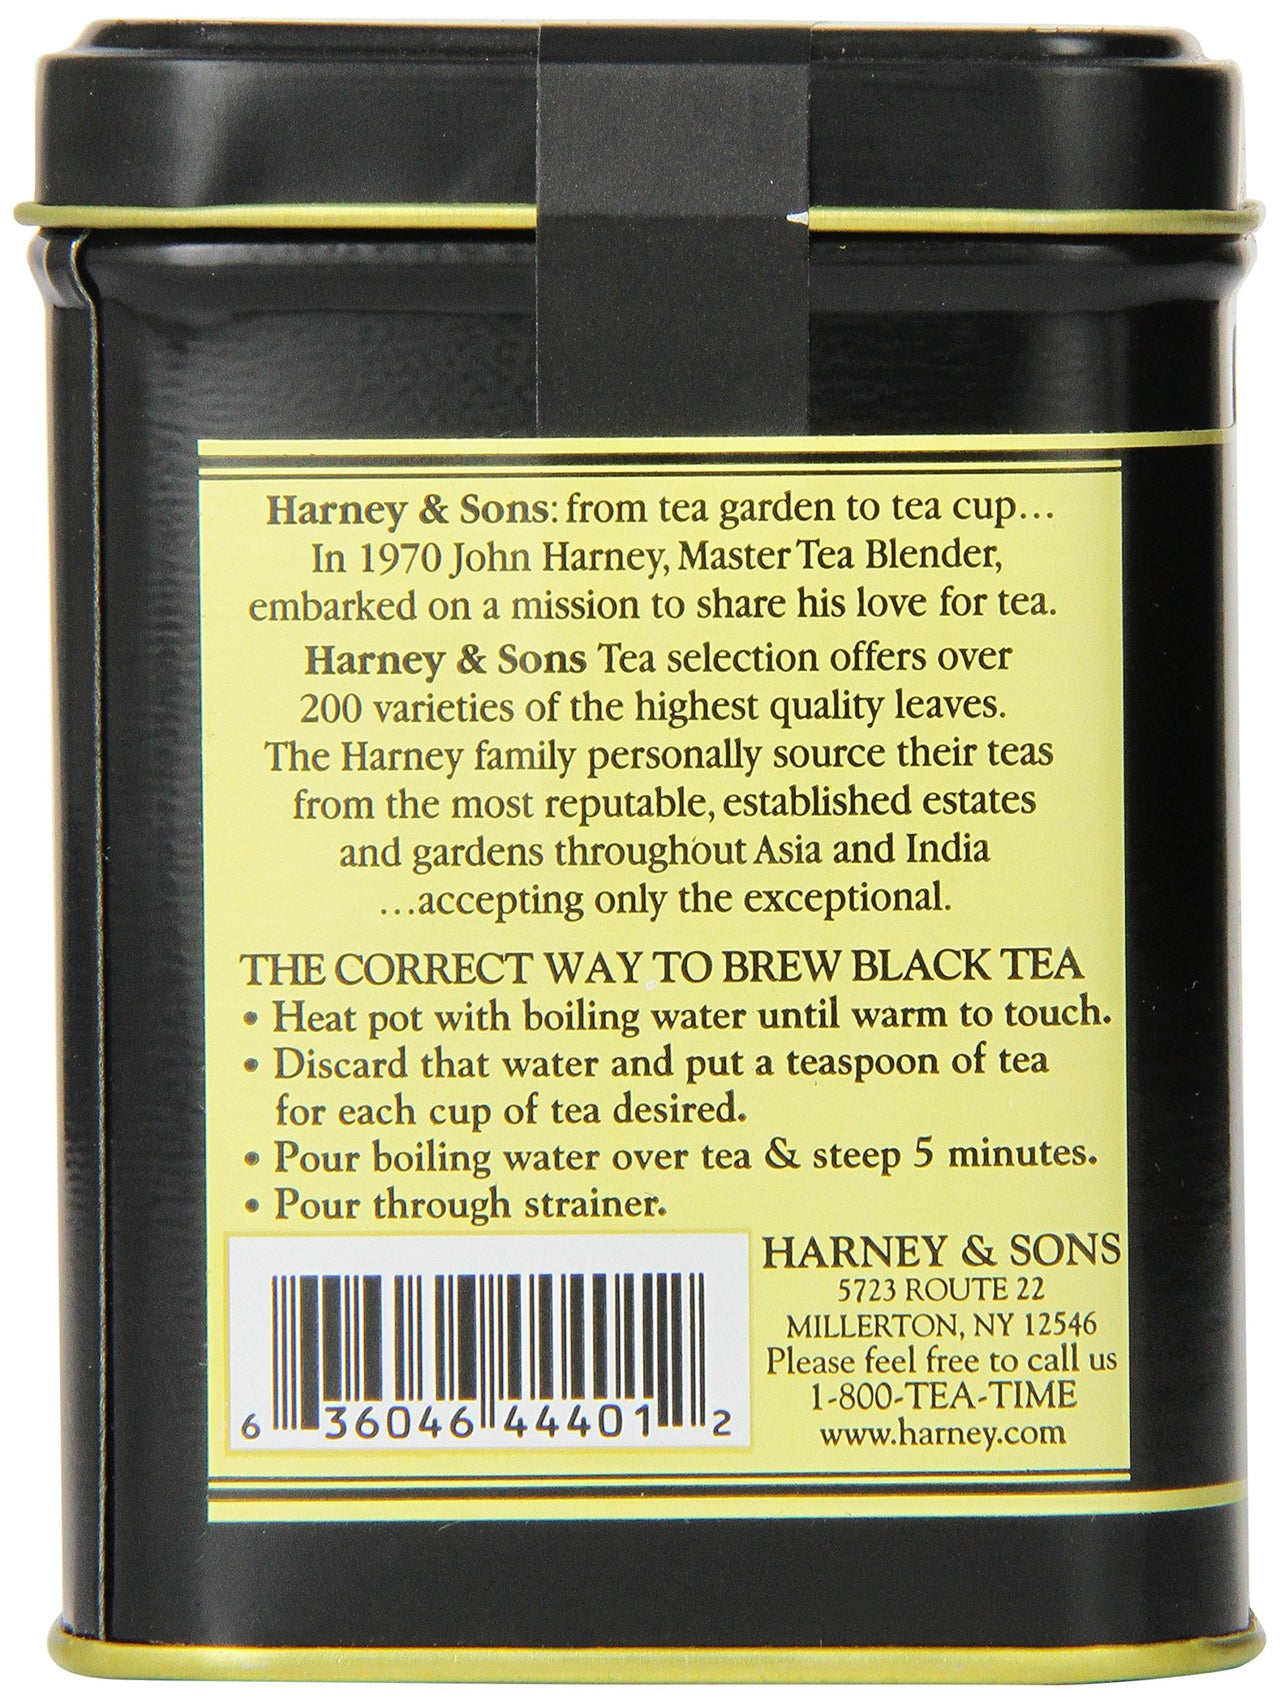 Harney & Sons: from tea garden to tea cup...
In 1970 John Harney, Master Tea Blender,
embarked on a mission to share his love for tea.
Harney & Sons Tea selection offers over
200 varieties of the highest quality leaves.
The Harney family personally source their teas
from the most reputable, established estates
and gardens throughout Asia and India
...accepting only the exceptional.
THE CORRECT WAY TO BREW BLACK TEA
• Heat pot with boiling water until warm to touch.
• Discard that water and put a teaspoon of tea
for each cup of tea desired.
• Pour boiling water over tea & steep 5 minutes.
• Pour through strainer.
6 36046 44401 2
HARNEY & SONS
5723 ROUTE 22
MILLERTON, NY 12546
Please feel free to call us
1-800-TEA-TIME
www.harney.com